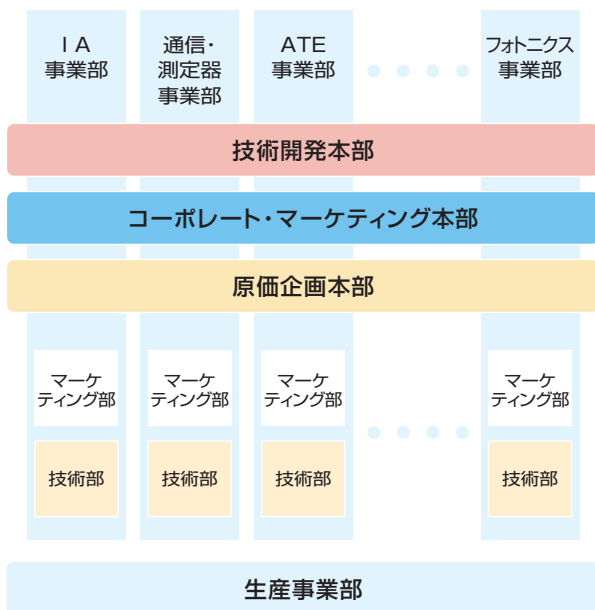 IA
事業部
通信・
測定器
事業部
ATE
事業部
フォトニクス
事業部
技術開発本部
コーポレート・マーケティング本部
原価企画本部
マーケ
ティング部
マーケ
ティング部
マーケ
ティング部
マーケ
ティング部
技術部
技術部
技術部
技術部
生産事業部